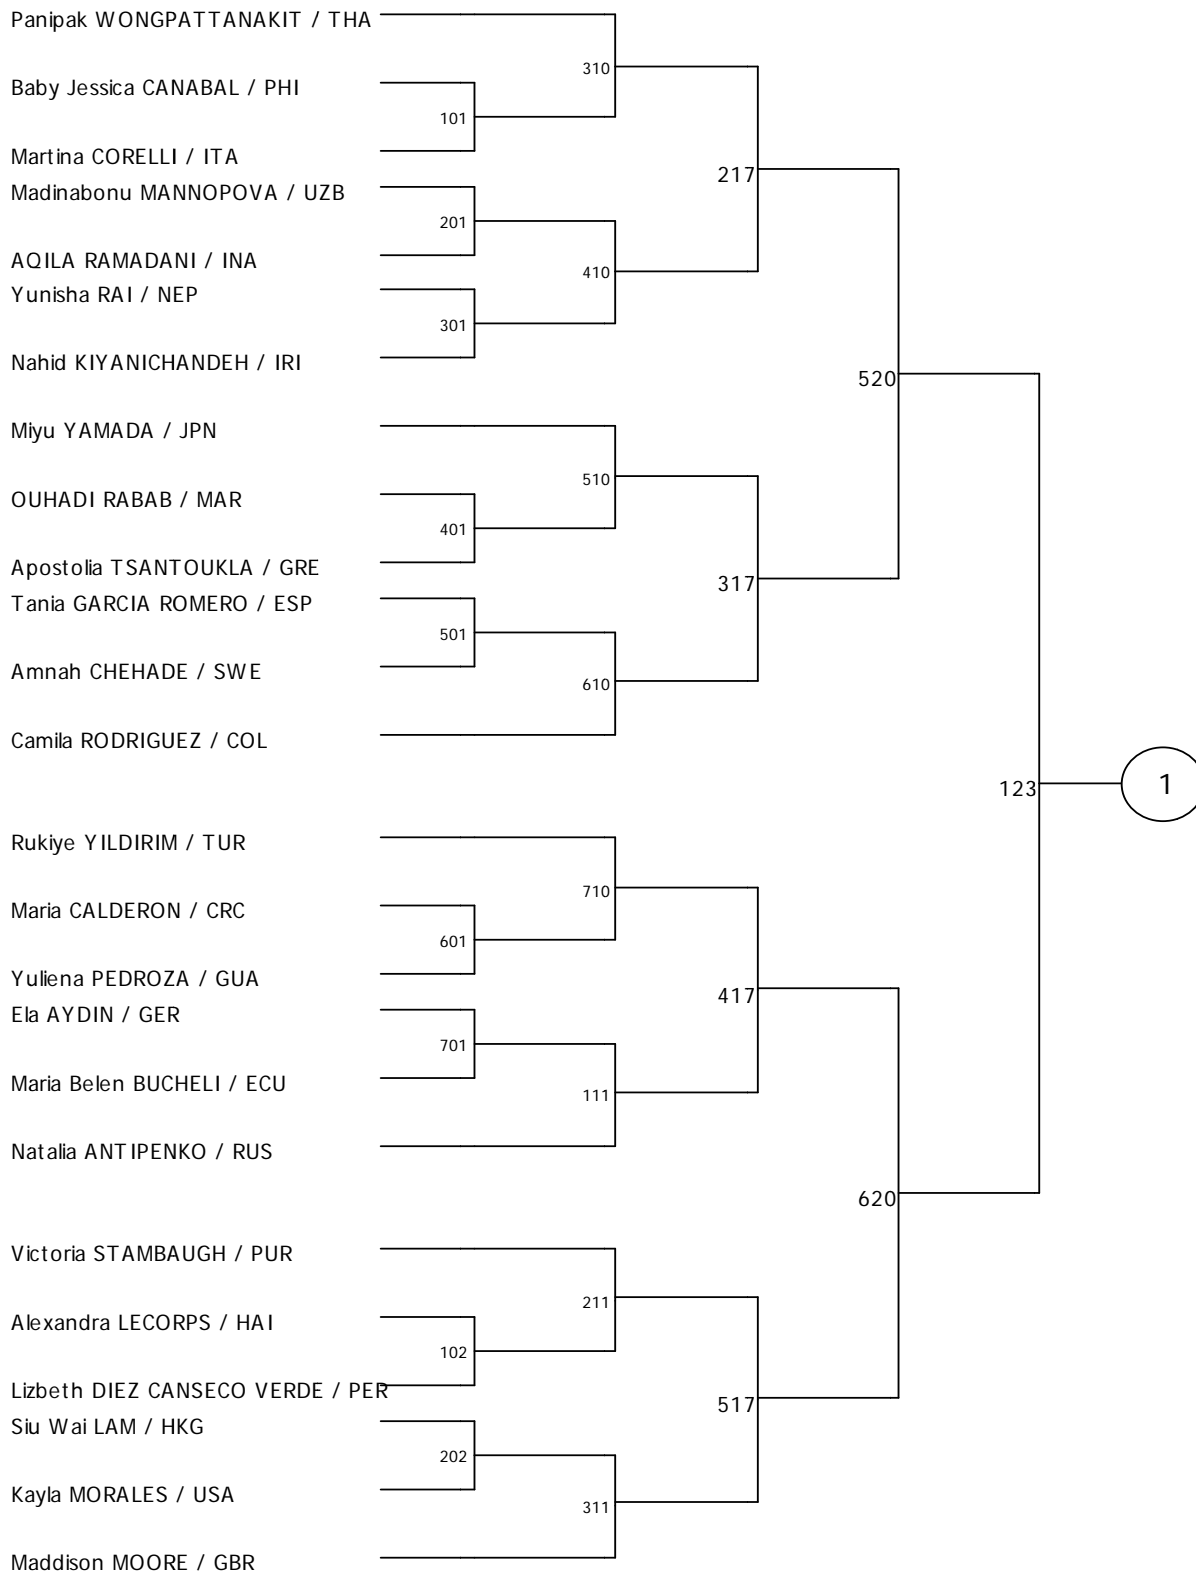 Panipak WONGPATTANAKIT / THA
310
Baby Jessica CANABAL / PHI
101
Martina CORELLI / ITA
217
Madinabonu MANNOPOVA / UZB
201
AQILA RAMADANI / INA
410
Yunisha RAI / NEP
301
Nahid KIYANICHANDEH / IRI
520
Miyu YAMADA / JPN
510
OUHADI RABAB / MAR
401
Apostolia TSANTOUKLA / GRE
317
Tania GARCIA ROMERO / ESP
501
Amnah CHEHADE / SWE
610
Camila RODRIGUEZ / COL
123
1
Rukiye YILDIRIM / TUR
710
Maria CALDERON / CRC
601
Yuliena PEDROZA / GUA
417
Ela AYDIN / GER
701
Maria Belen BUCHELI / ECU
111
Natalia ANTIPENKO / RUS
620
Victoria STAMBAUGH / PUR
211
Alexandra LECORPS / HAI
102
Lizbeth DIEZ CANSECO VERDE / PER
517
Siu Wai LAM / HKG
202
Kayla MORALES / USA
311
Maddison MOORE / GBR